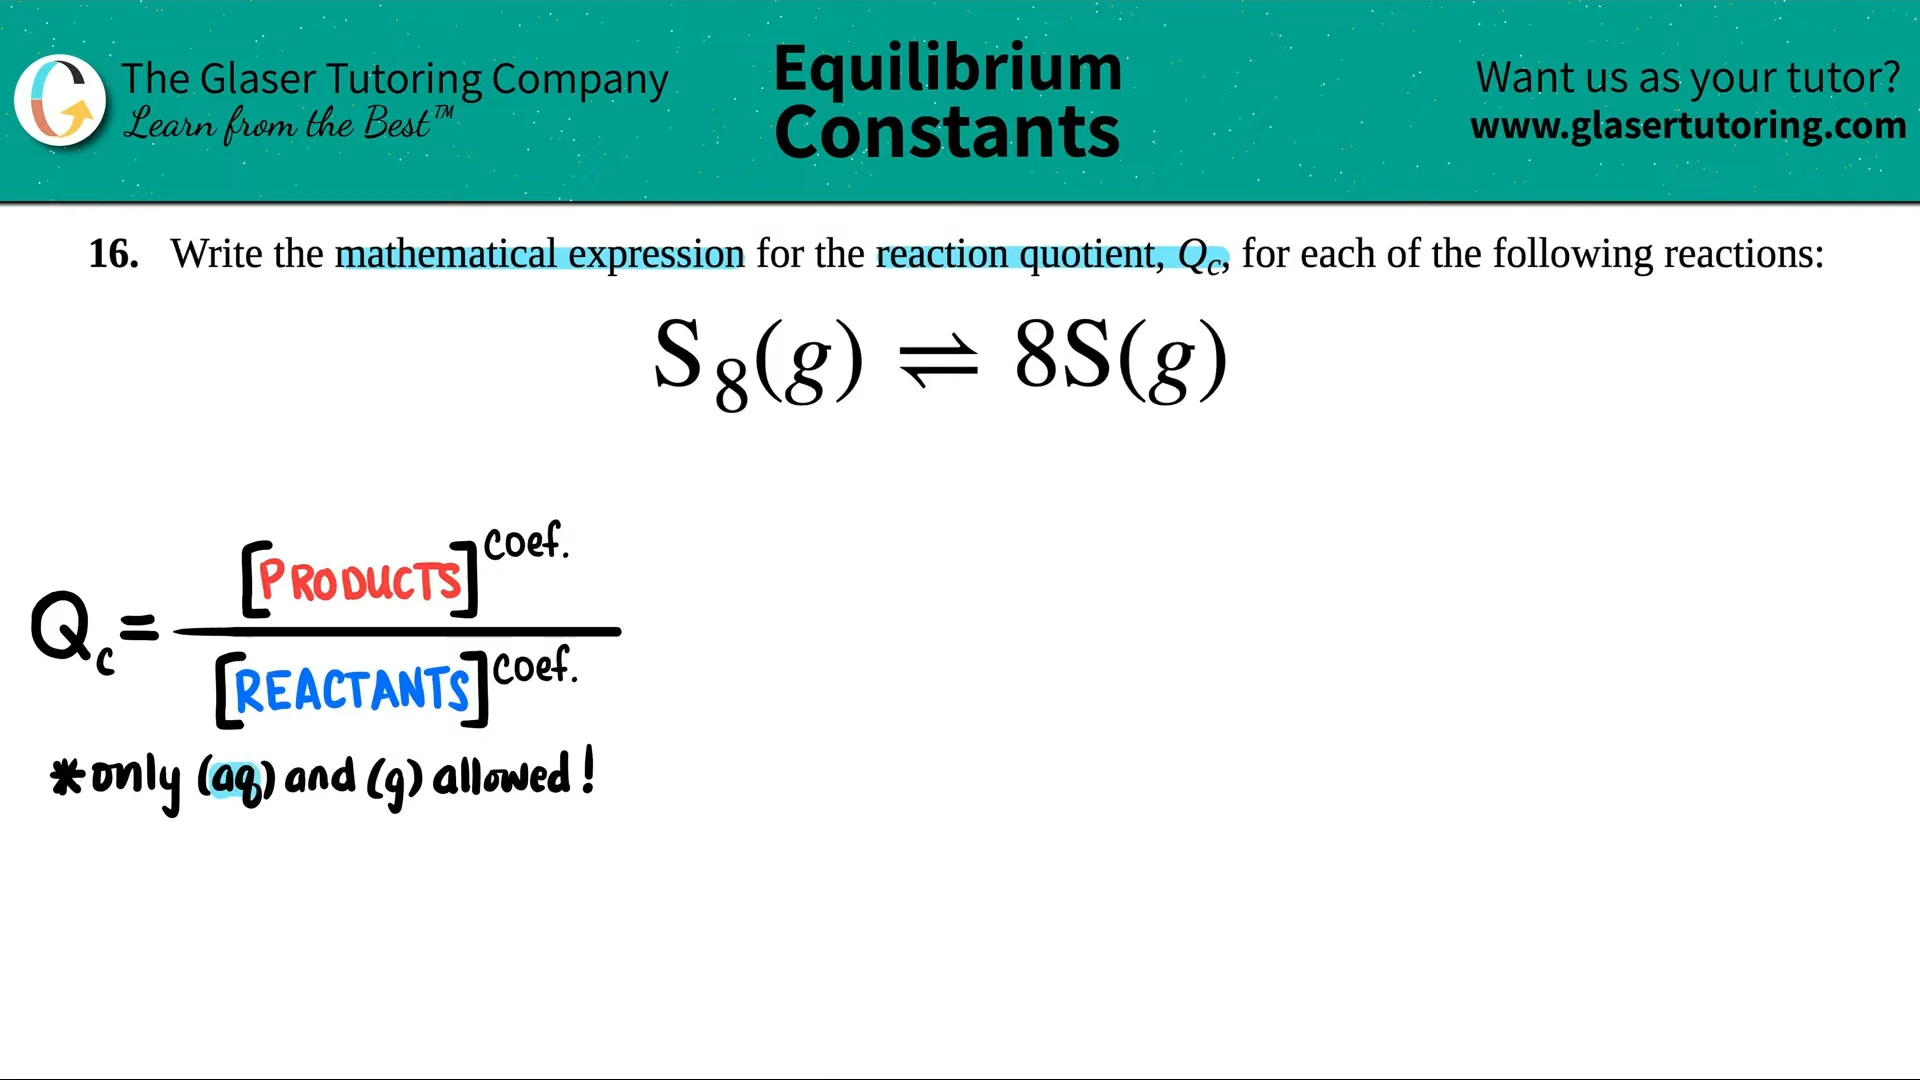 The Glaser Tutoring Company
Learn from the Best™
Equilibrium
Constants
Want us as your tutor?
www.glasertutoring.com
16. Write the mathematical expression for the reaction quotient, Qc, for each of the following reactions:
S₈(g) ⇌ 8S(g)
[PRODUCTS]^coef.
Qc =
[REACTANTS]^coef.
*only (aq) and (g) allowed!